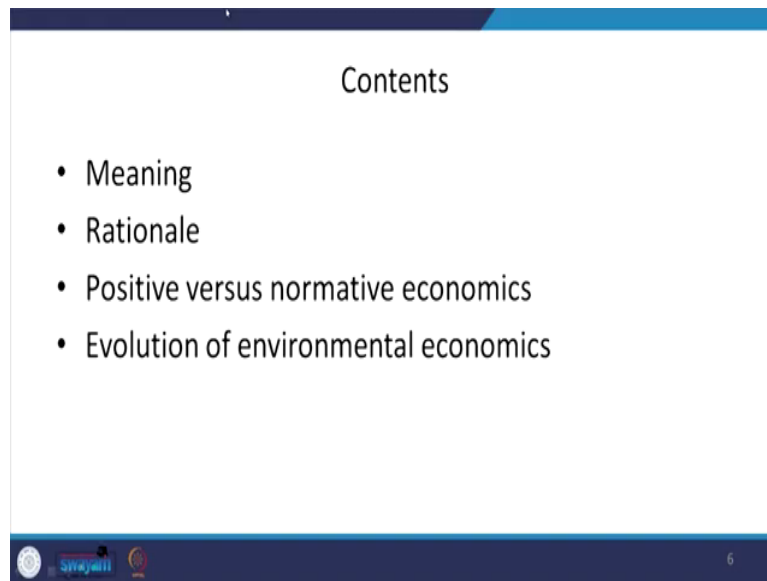 Contents
• Meaning
• Rationale
• Positive versus normative economics
• Evolution of environmental economics
swayam
6